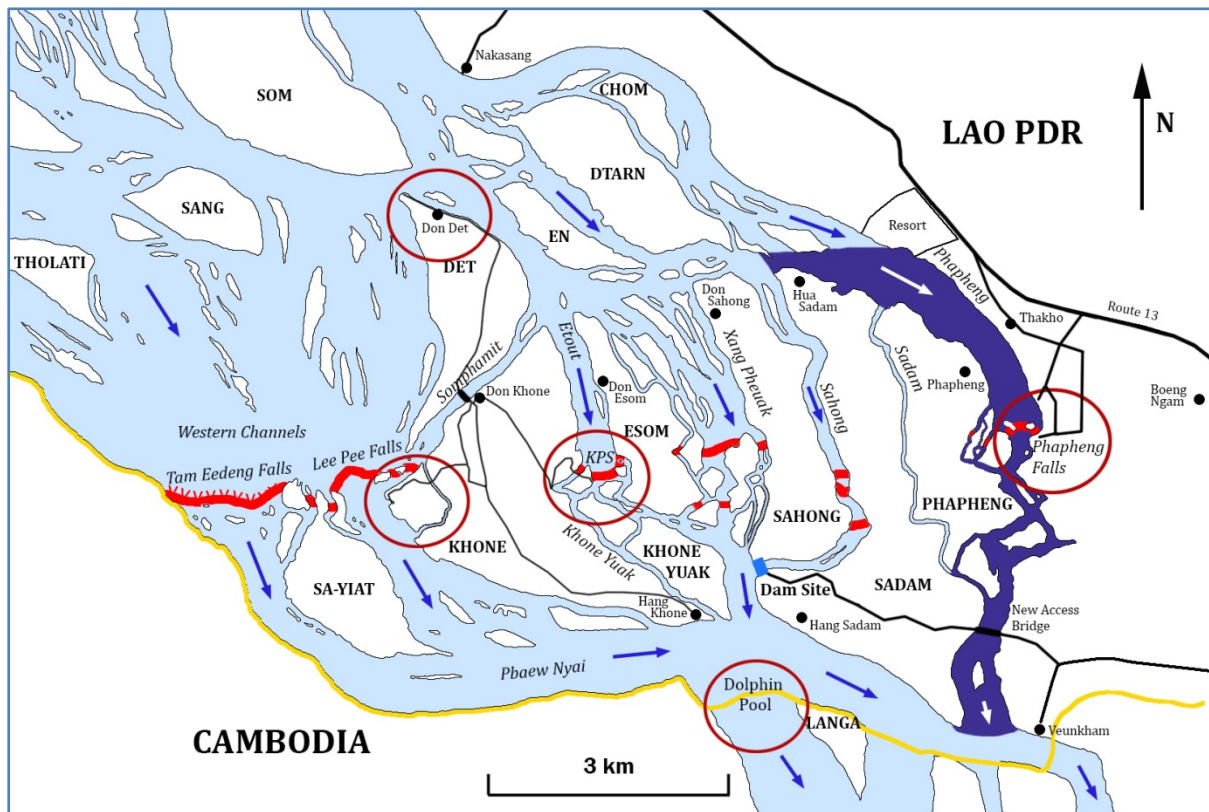 Nakasang
CHOM
SOM
LAO PDR
N
DTARN
SANG
Don Det
Resort
EN
THOLATI
DET
Phapheng
Don
Sahong
Hua
Sadam
Route 13
Thakho
Etout
Xang Pheuak
Sadam
Somphamit
Phapheng
Don
Esom
Sahong
Boeng
Ngam
Don Khone
ESOM
Western Channels
Lee Pee Falls
KPS
Phapheng
Falls
Tam Eedeng Falls
PHAPHENG
SAHONG
KHONE
Khone Yuak
KHONE
YUAK
SA-YIAT
SADAM
Dam Site
Hang
Khone
Hang Sadam
New Access
Bridge
Pbaew Nyai
Dolphin
Pool
LANGA
Veunkham
CAMBODIA
3 km